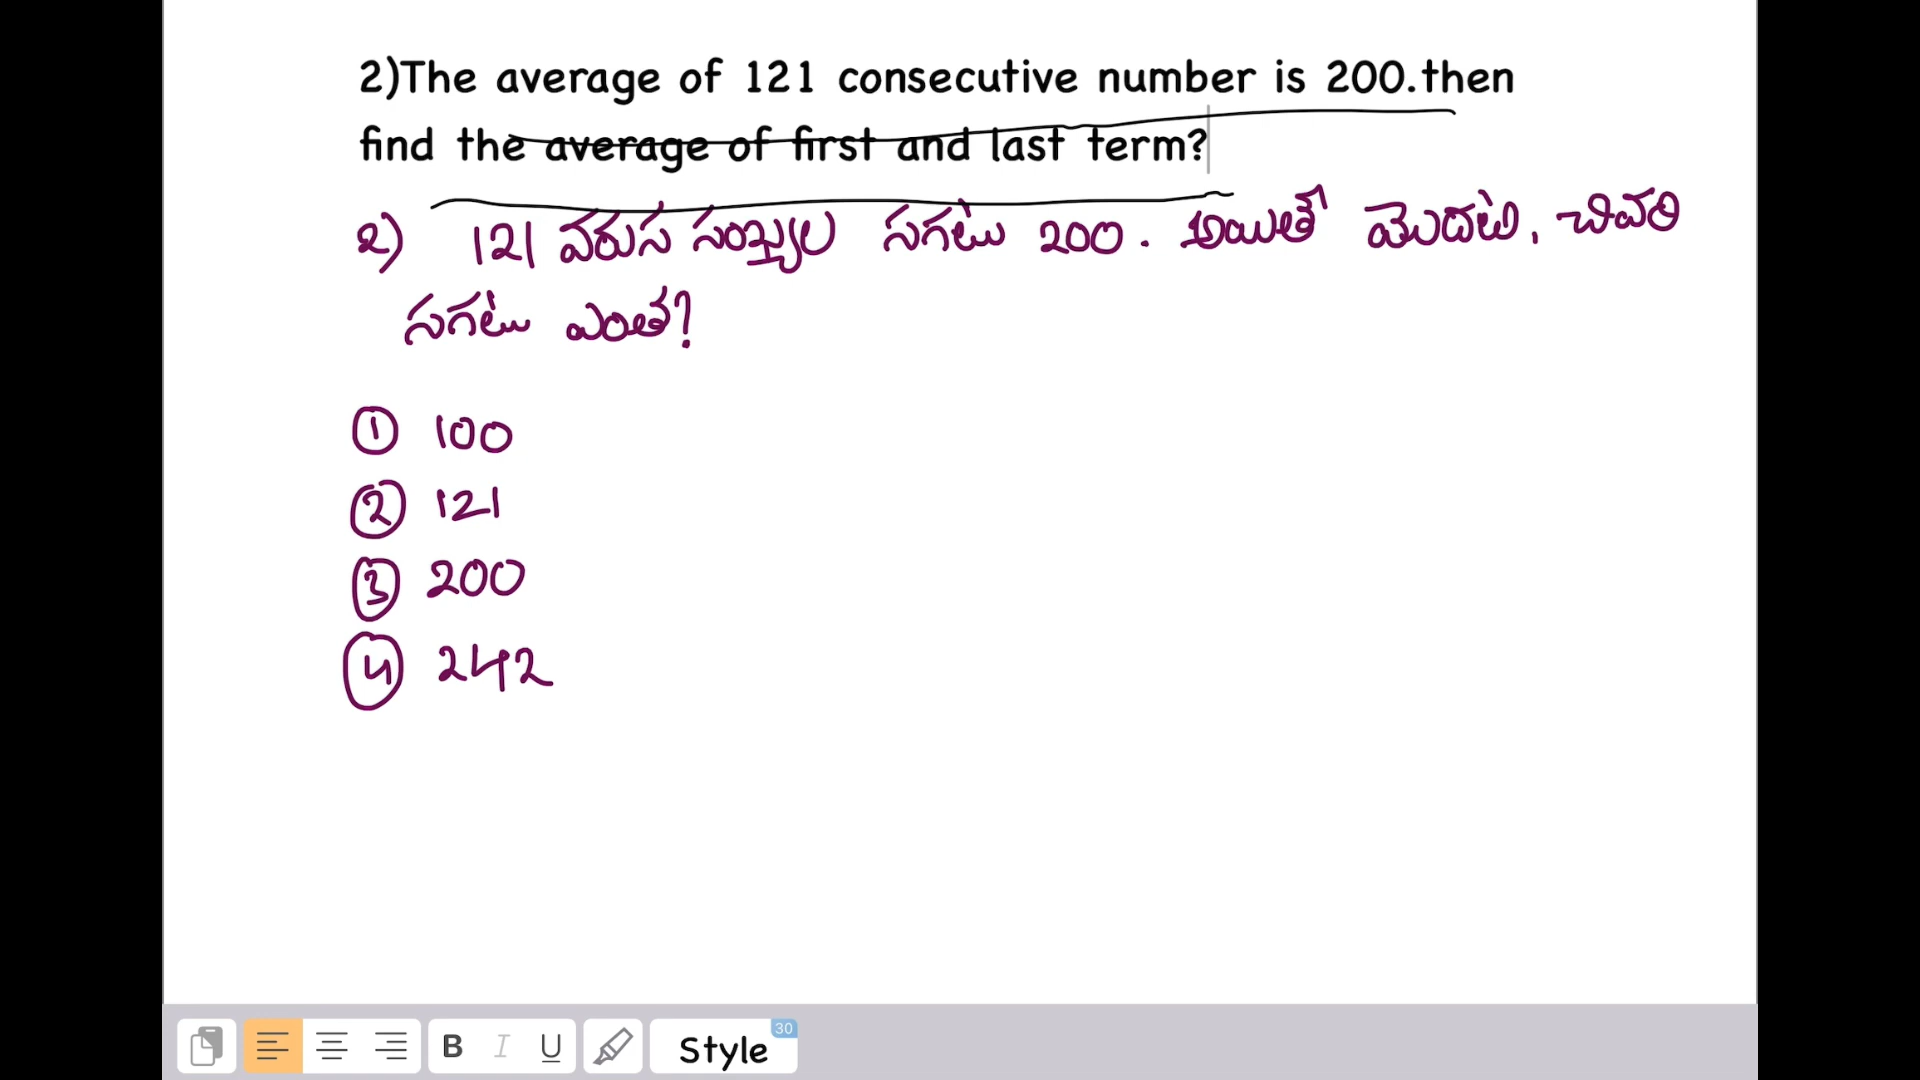 2)The average of 121 consecutive number is 200.then
find the average of first and last term?
2) 121 వరుస సంఖ్యల సగటు 200. అయితే మొదటి, చివరి
సగటు ఎంత?
① 100
② 121
③ 200
④ 242
B I U Style 30